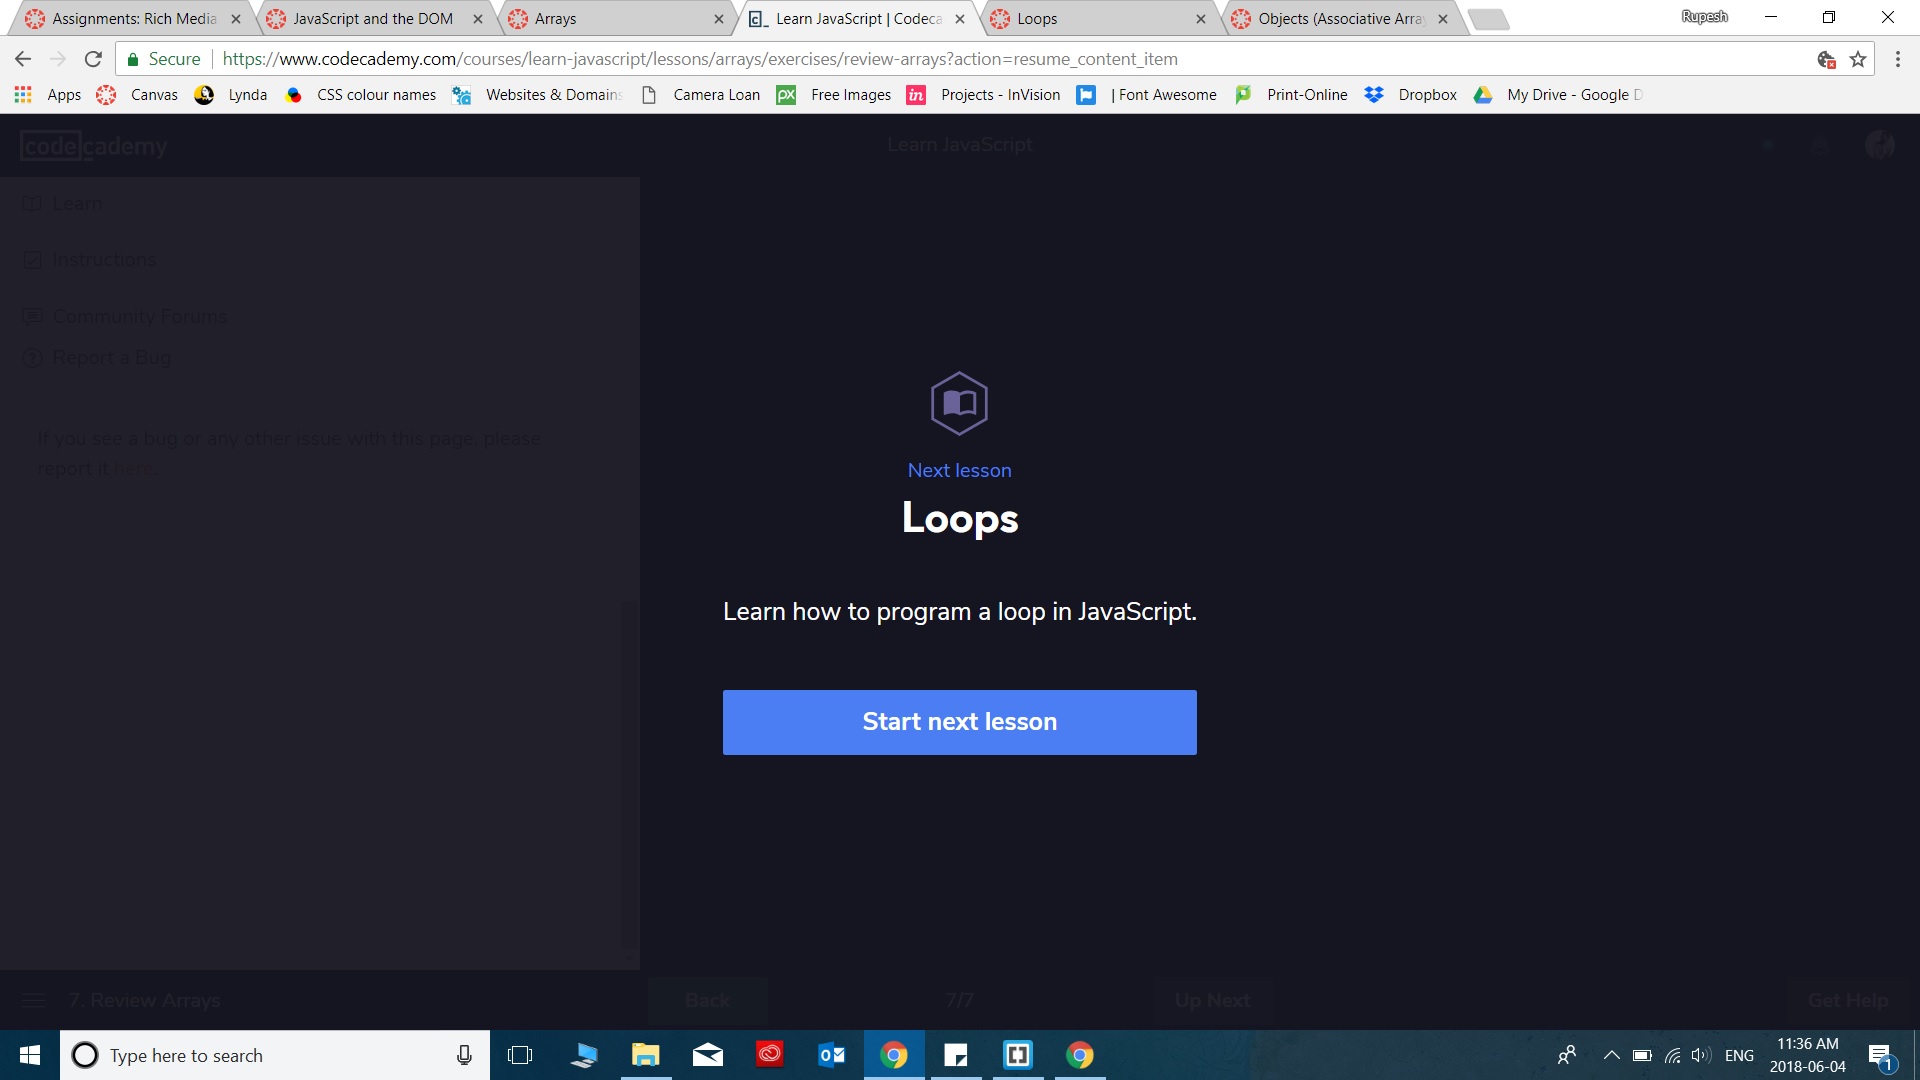 Assignments: Rich Media
JavaScript and the DOM
Arrays
Learn JavaScript | Codeca
Loops
Objects (Associative Array
Rupesh
Secure
https://www.codecademy.com/courses/learn-javascript/lessons/arrays/exercises/review-arrays?action=resume_content_item
Apps
Canvas
Lynda
CSS colour names
Websites & Domains
Camera Loan
Free Images
Projects - InVision
| Font Awesome
Print-Online
Dropbox
My Drive - Google D
codecademy
Learn JavaScript
Learn
Instructions
Community Forums
Report a Bug
If you see a bug or any other issue with this page, please
report it here.
Next lesson
Loops
Learn how to program a loop in JavaScript.
Start next lesson
7. Review Arrays
Back
7/7
Up Next
Get Help
Type here to search
ENG
11:36 AM
2018-06-04
1